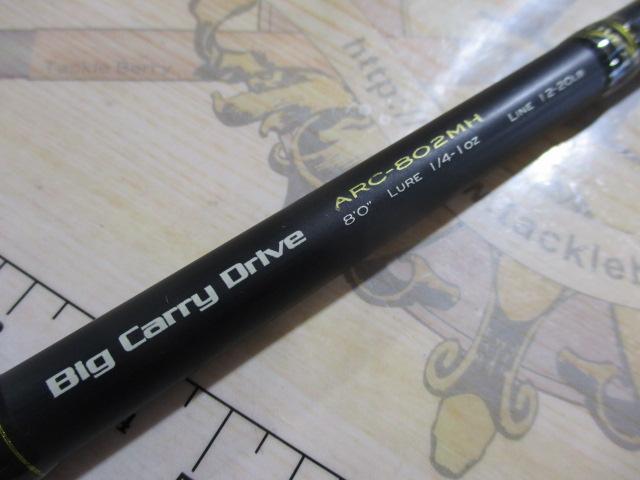 Big Carry Drive
ARC-802MH
8'0" LURE 1/4-1oz LINE 12-20LB
Tackle Berry
http:/
tackleb